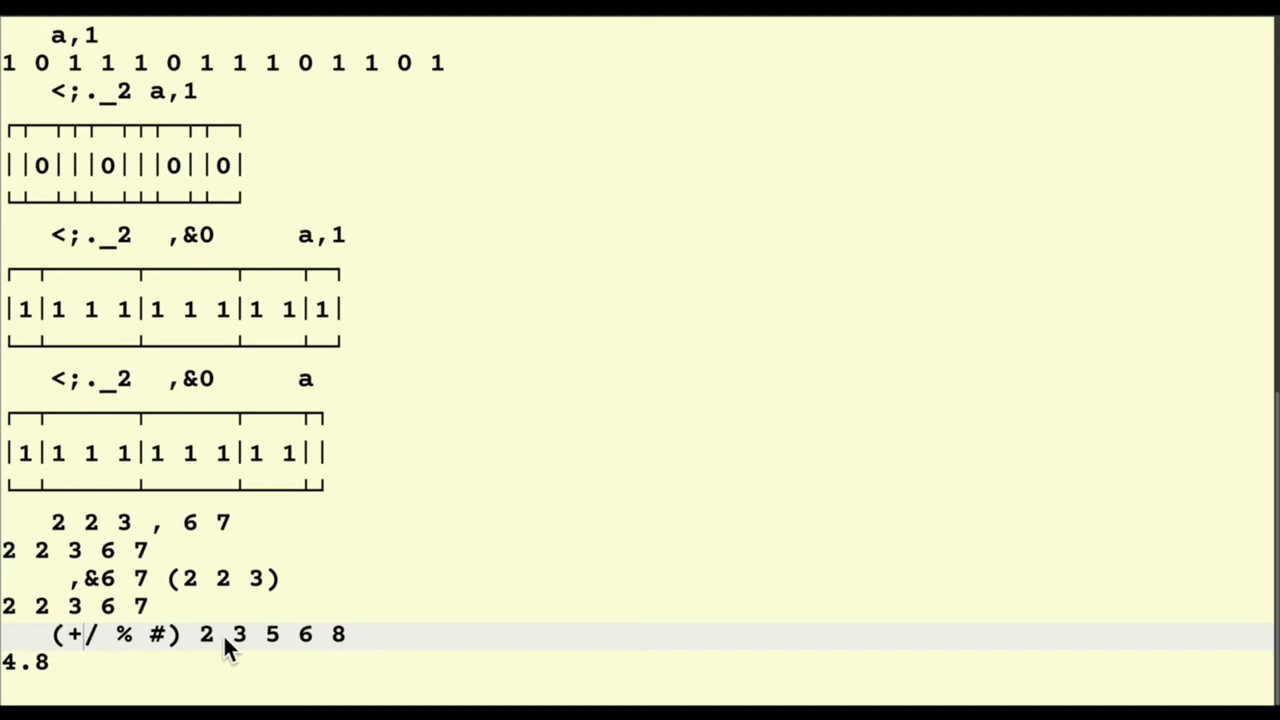 a,1
1 0 1 1 1 0 1 1 1 0 1 1 0 1
<;._2 a,1
||0|||0|||0||0|
<;._2 ,&0 a,1
|1|1 1 1|1 1 1|1 1|1|
<;._2 ,&0 a
|1|1 1 1|1 1 1|1 1||
2 2 3 , 6 7
2 2 3 6 7
,&6 7 (2 2 3)
2 2 3 6 7
(+/ % #) 2 3 5 6 8
4.8